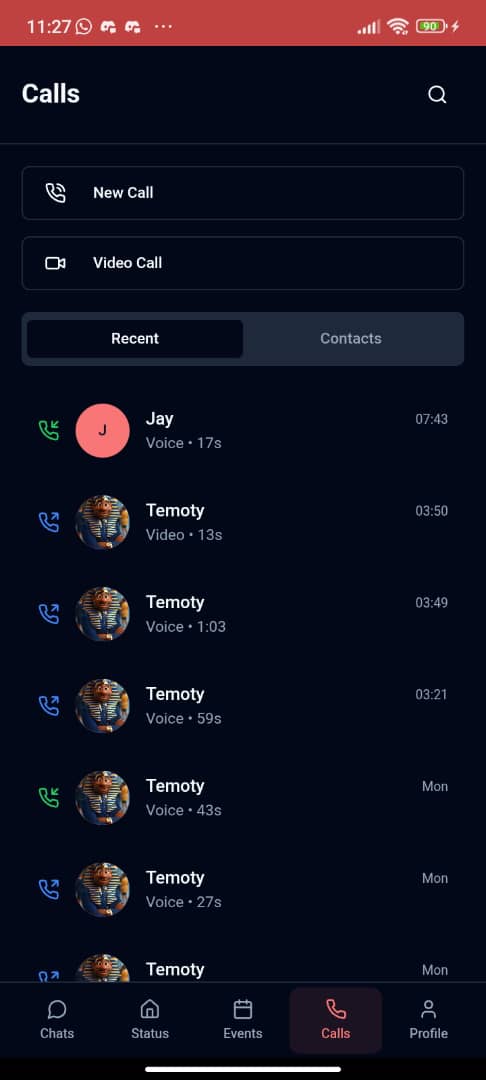 11:27
90
Calls
New Call
Video Call
Recent Contacts
J
Jay 07:43
Voice • 17s
Temoty 03:50
Video • 13s
Temoty 03:49
Voice • 1:03
Temoty 03:21
Voice • 59s
Temoty Mon
Voice • 43s
Temoty Mon
Voice • 27s
Temoty Mon
Chats Status Events Calls Profile